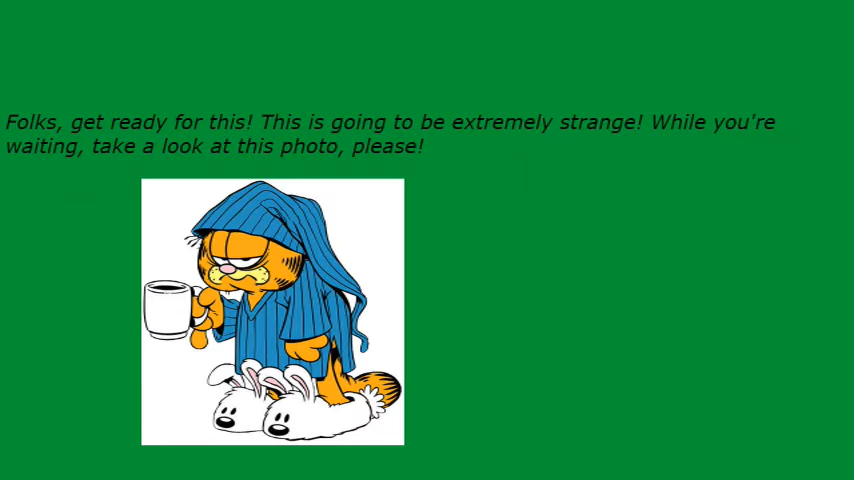 Folks, get ready for this! This is going to be extremely strange! While you're
waiting, take a look at this photo, please!